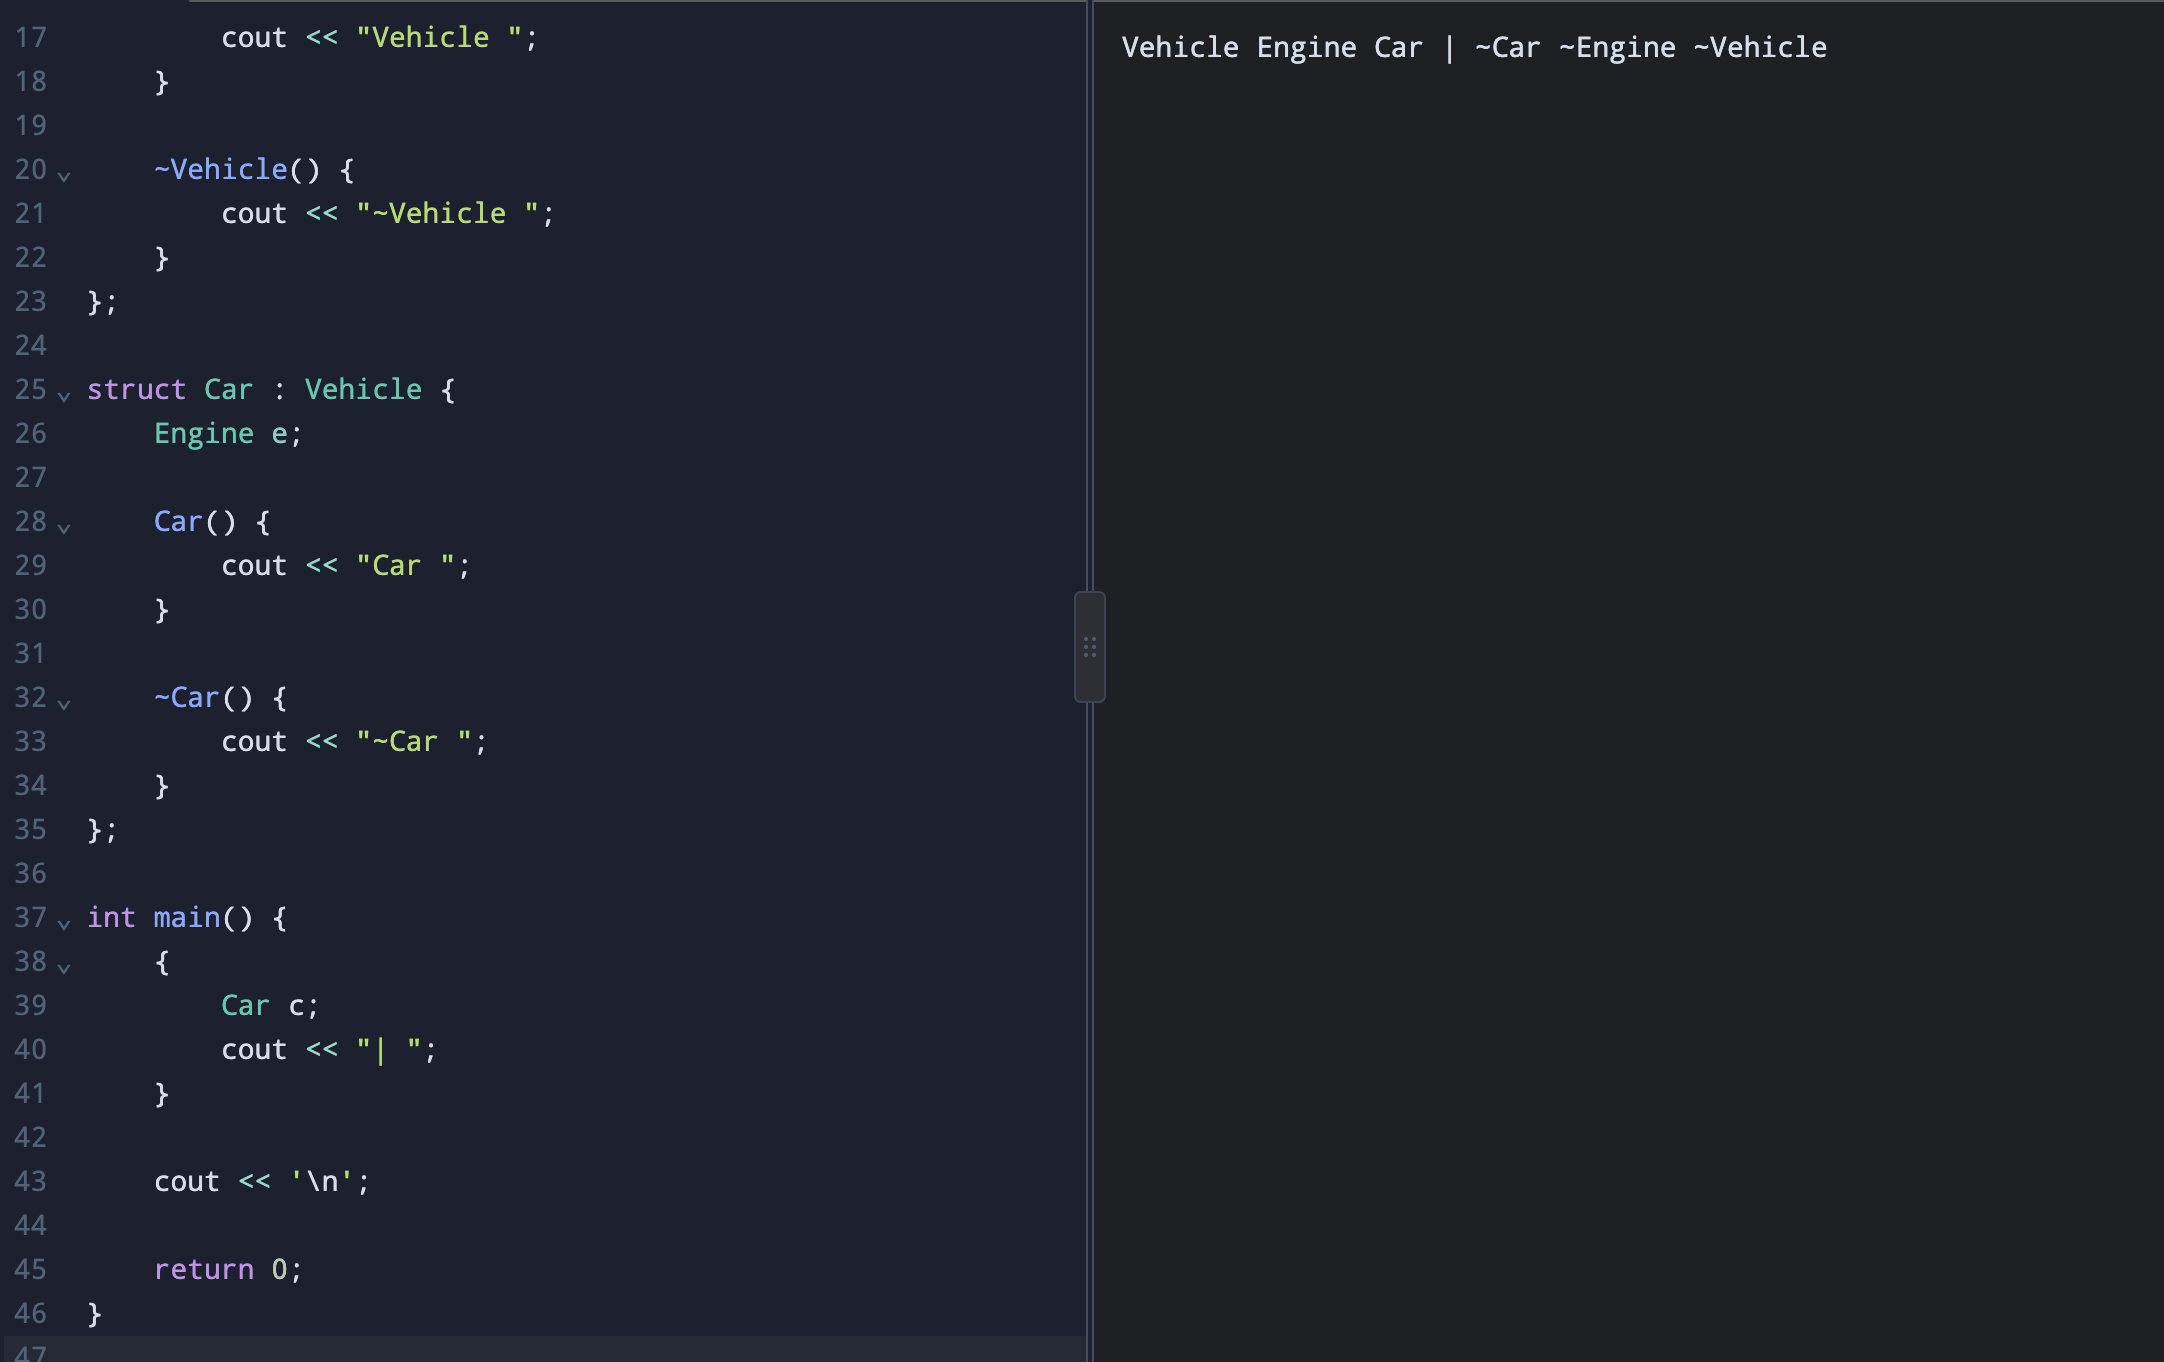 17         cout << "Vehicle ";
18     }
19
20     ~Vehicle() {
21         cout << "~Vehicle ";
22     }
23 };
24
25 struct Car : Vehicle {
26     Engine e;
27
28     Car() {
29         cout << "Car ";
30     }
31
32     ~Car() {
33         cout << "~Car ";
34     }
35 };
36
37 int main() {
38     {
39         Car c;
40         cout << "| ";
41     }
42
43     cout << '\n';
44
45     return 0;
46 }
47
Vehicle Engine Car | ~Car ~Engine ~Vehicle